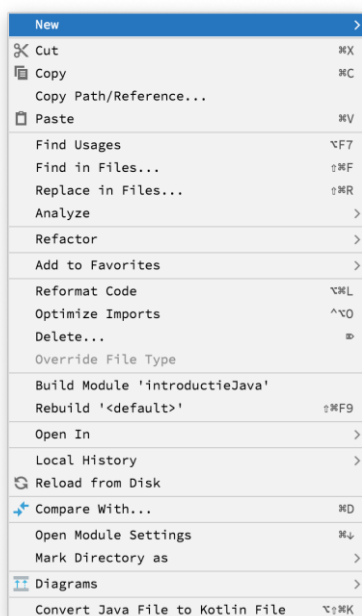 New >
Cut ⌘X
Copy ⌘C
Copy Path/Reference...
Paste ⌘V
Find Usages ⌥F7
Find in Files... ⇧⌘F
Replace in Files... ⇧⌘R
Analyze >
Refactor >
Add to Favorites >
Reformat Code ⌥⌘L
Optimize Imports ^⌥O
Delete... ⌦
Override File Type
Build Module 'introductieJava'
Rebuild '<default>' ⇧⌘F9
Open In >
Local History >
Reload from Disk
Compare With... ⌘D
Open Module Settings ⌘↓
Mark Directory as >
Diagrams >
Convert Java File to Kotlin File ⌥⇧⌘K